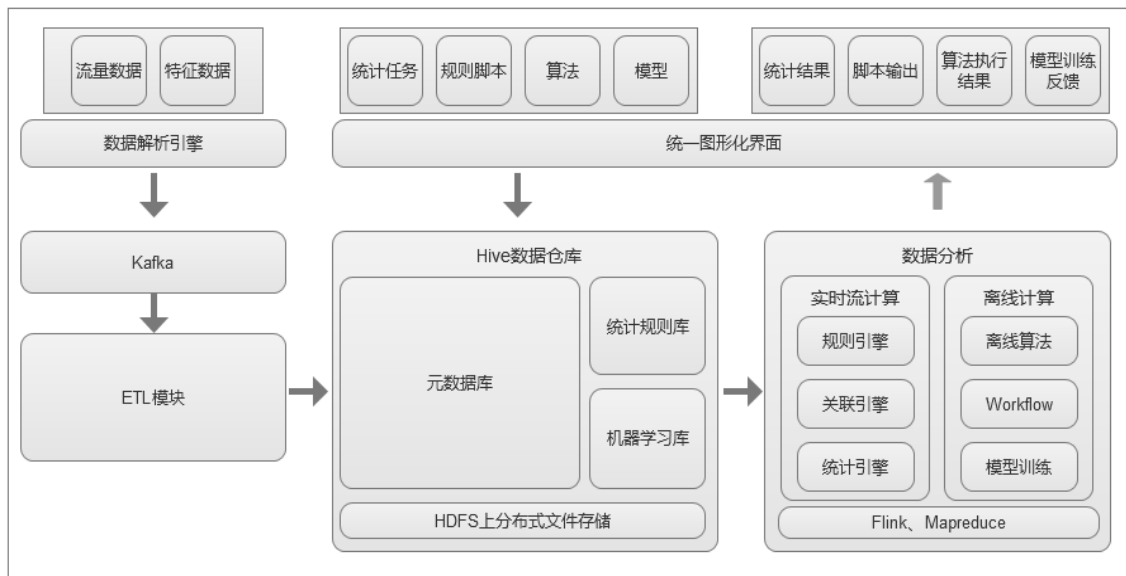 流量数据
特征数据
数据解析引擎
Kafka
ETL模块
统计任务
规则脚本
算法
模型
统计结果
脚本输出
算法执行
结果
模型训练
反馈
统一图形化界面
Hive数据仓库
元数据库
统计规则库
机器学习库
HDFS上分布式文件存储
数据分析
实时流计算
规则引擎
关联引擎
统计引擎
离线计算
离线算法
Workflow
模型训练
Flink、Mapreduce